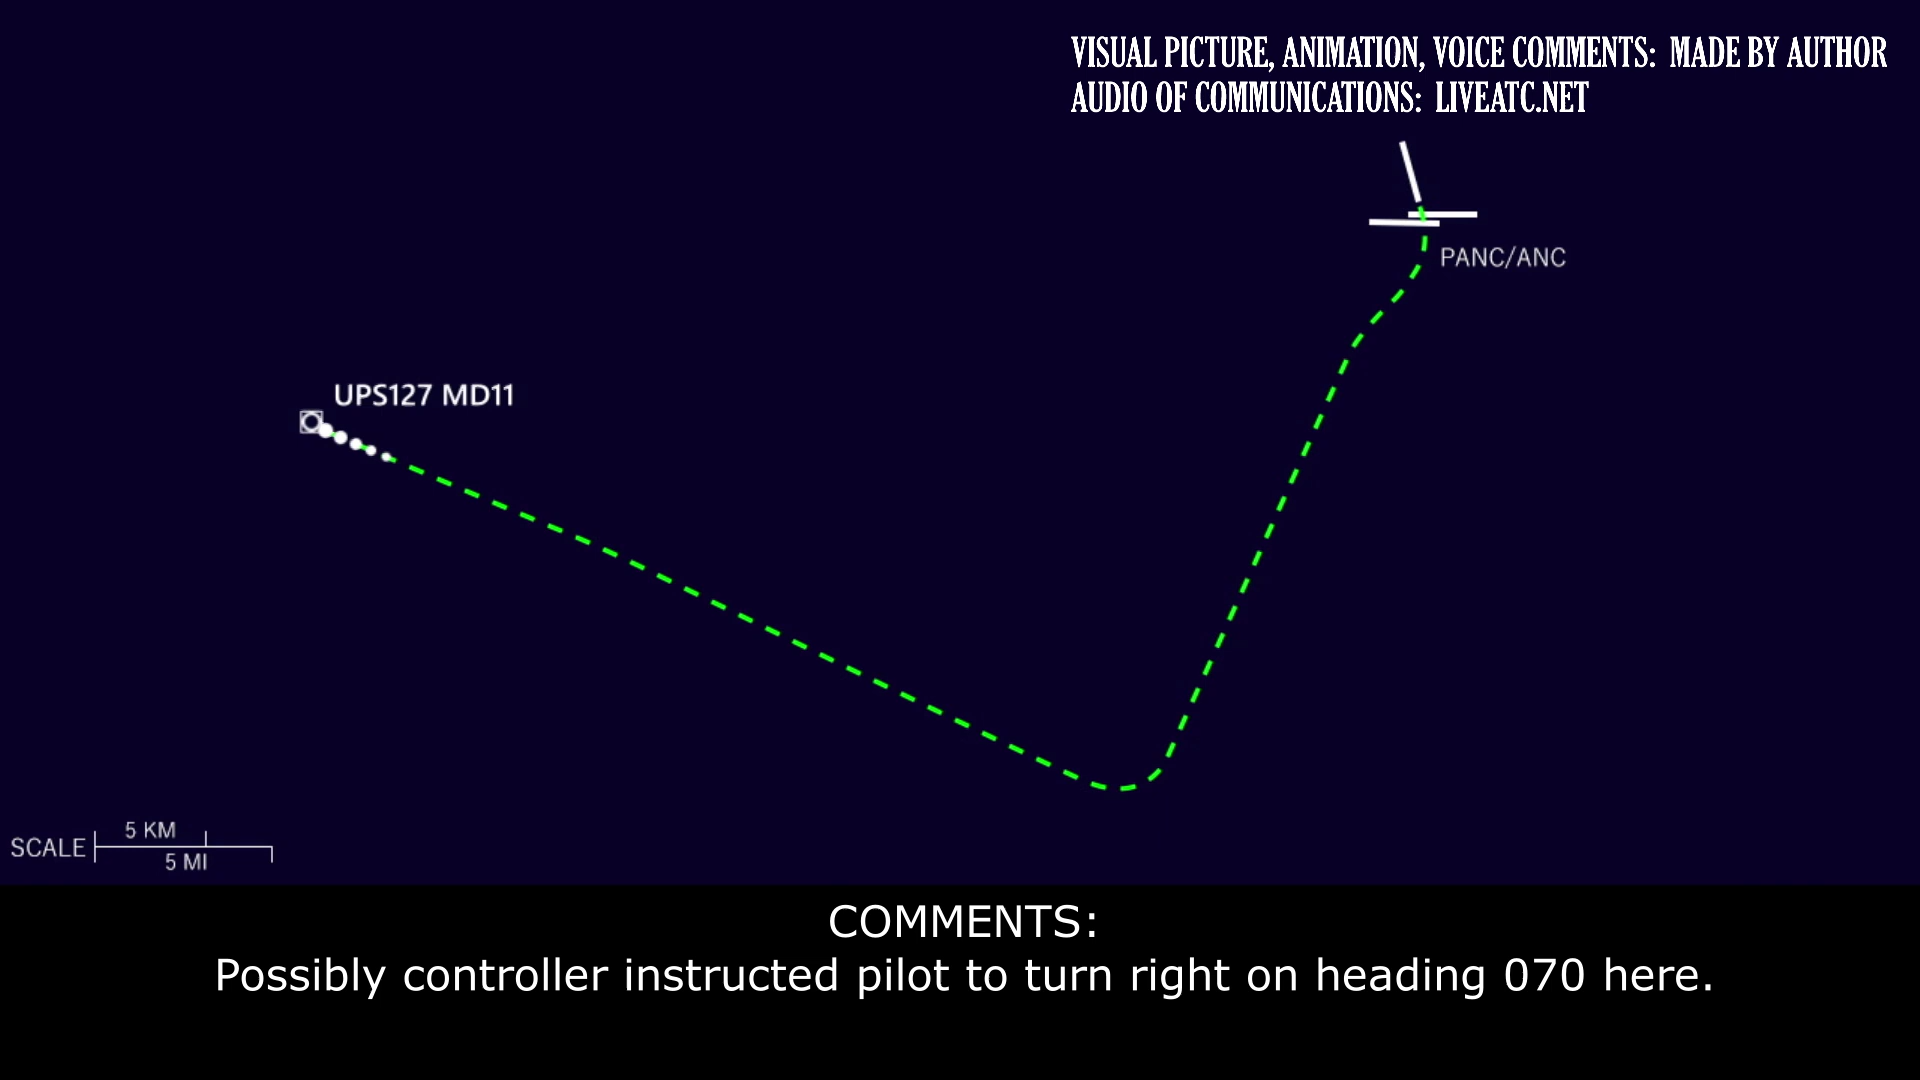 VISUAL PICTURE, ANIMATION, VOICE COMMENTS: MADE BY AUTHOR
AUDIO OF COMMUNICATIONS: LIVEATC.NET
PANC/ANC
UPS127 MD11
5 KM
SCALE
5 MI
COMMENTS:
Possibly controller instructed pilot to turn right on heading 070 here.